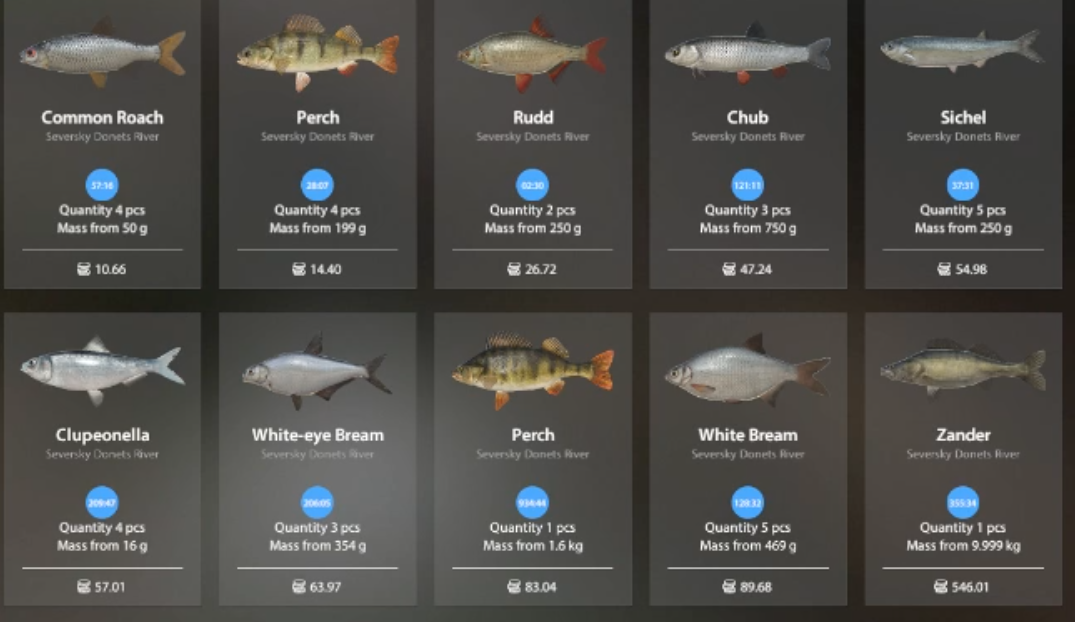 Common Roach
Seversky Donets River
57:16
Quantity 4 pcs
Mass from 50 g
10.66
Perch
Seversky Donets River
28:07
Quantity 4 pcs
Mass from 199 g
14.40
Rudd
Seversky Donets River
02:30
Quantity 2 pcs
Mass from 250 g
26.72
Chub
Seversky Donets River
121:11
Quantity 3 pcs
Mass from 750 g
47.24
Sichel
Seversky Donets River
37:31
Quantity 5 pcs
Mass from 250 g
54.98
Clupeonella
Seversky Donets River
209:47
Quantity 4 pcs
Mass from 16 g
57.01
White-eye Bream
Seversky Donets River
206:05
Quantity 3 pcs
Mass from 354 g
63.97
Perch
Seversky Donets River
934:44
Quantity 1 pcs
Mass from 1.6 kg
83.04
White Bream
Seversky Donets River
128:32
Quantity 5 pcs
Mass from 469 g
89.68
Zander
Seversky Donets River
355:34
Quantity 1 pcs
Mass from 9.999 kg
546.01